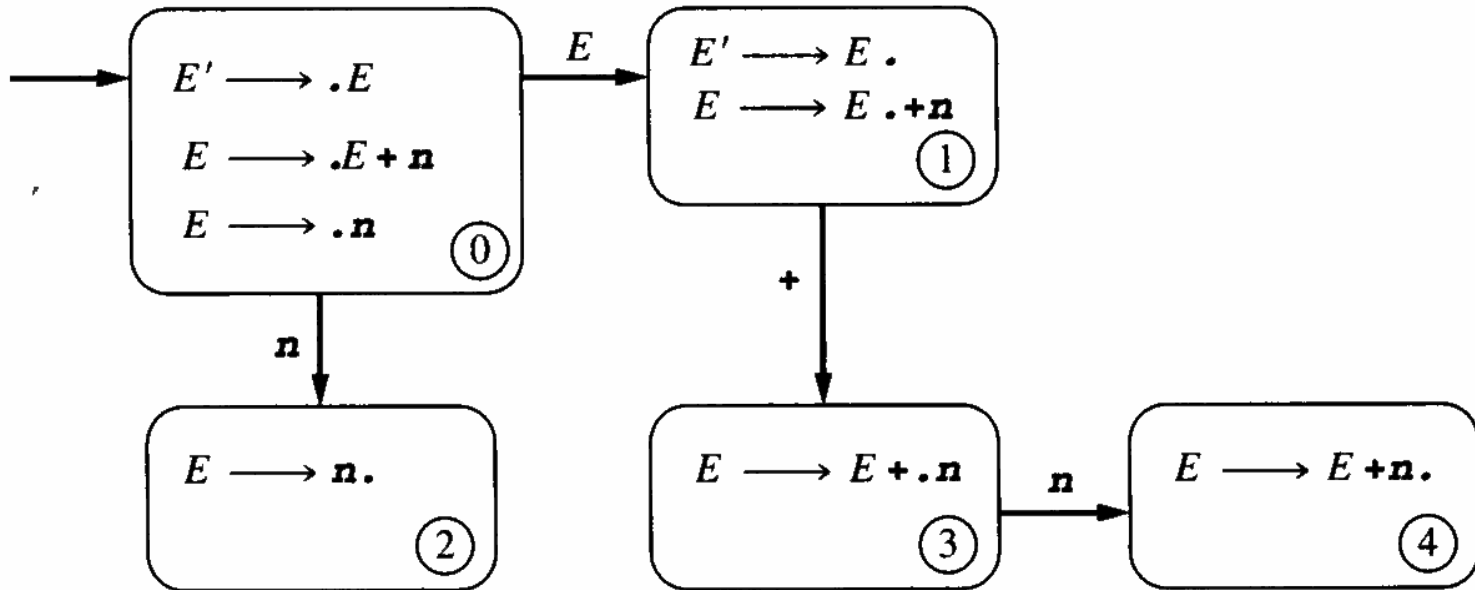 E' ⟶ .E
E ⟶ .E + n
E ⟶ .n
0
E
E' ⟶ E .
E ⟶ E .+n
1
n
+
E ⟶ n.
2
E ⟶ E + .n
3
n
E ⟶ E +n.
4